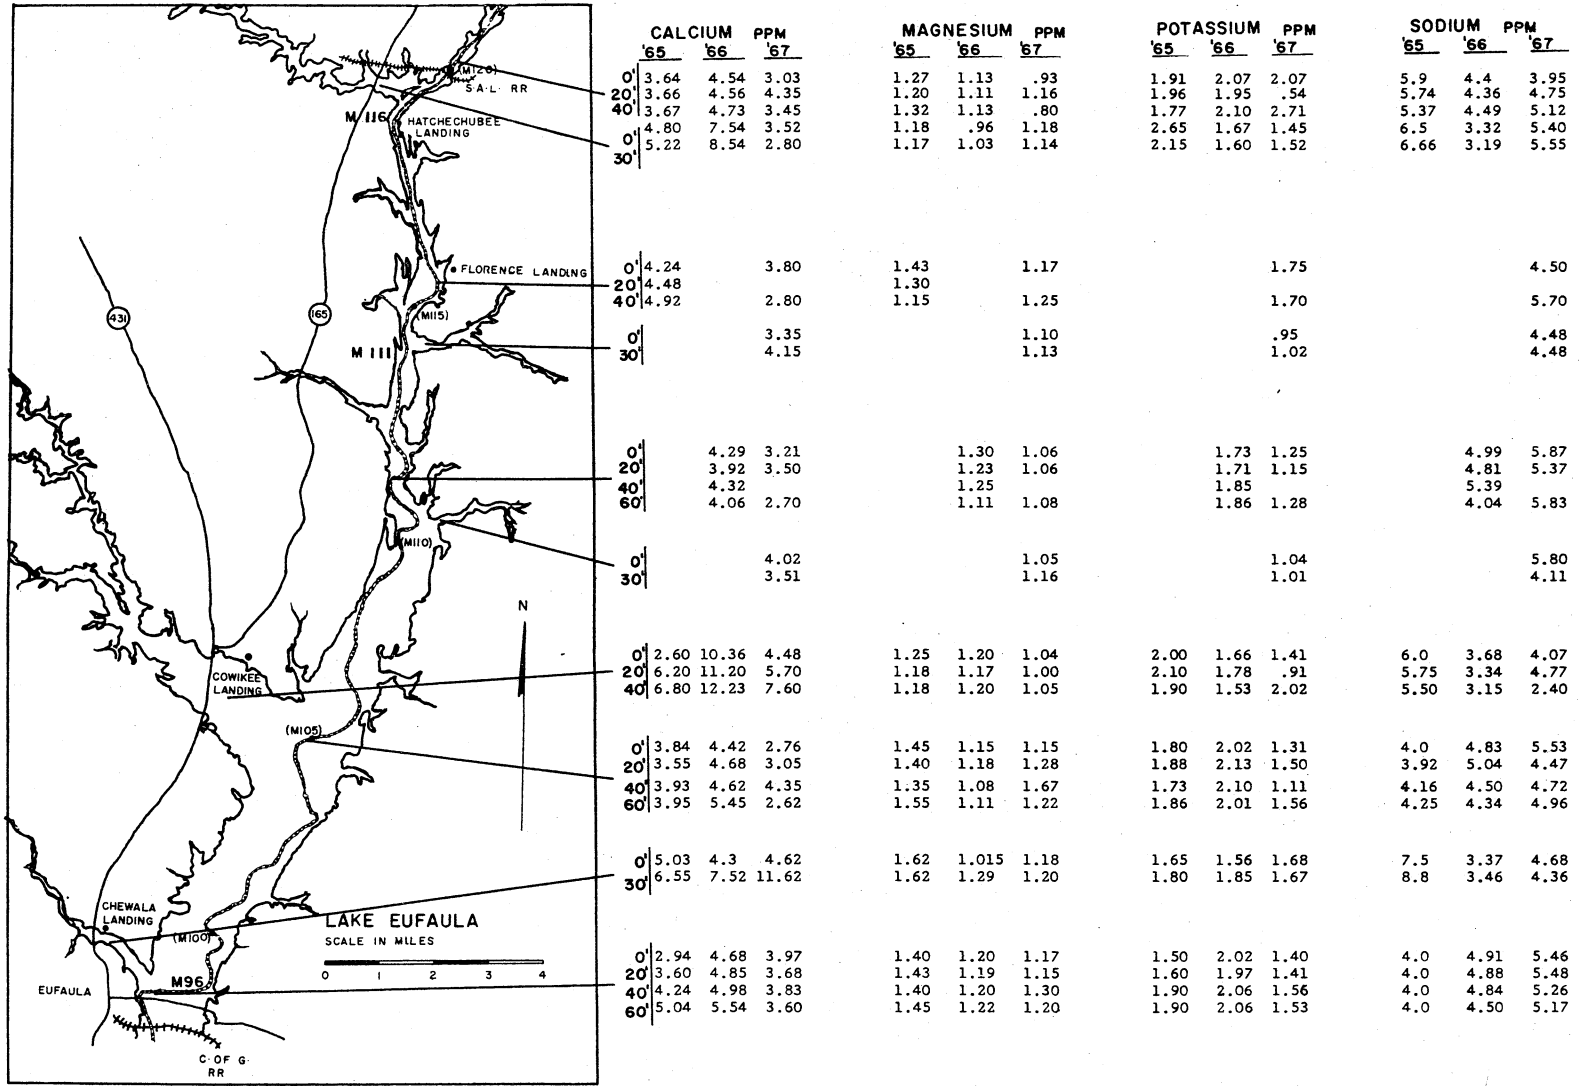 CALCIUM PPM MAGNESIUM PPM POTASSIUM PPM SODIUM PPM
'65 '66 '67 '65 '66 '67 '65 '66 '67 '65 '66 '67
0' 3.64 4.54 3.03 1.27 1.13 .93 1.91 2.07 2.07 5.9 4.4 3.95
20' 3.66 4.56 4.35 1.20 1.11 1.16 1.96 1.95 .54 5.74 4.36 4.75
40' 3.67 4.73 3.45 1.32 1.13 .80 1.77 2.10 2.71 5.37 4.49 5.12
0' 4.80 7.54 3.52 1.18 .96 1.18 2.65 1.67 1.45 6.5 3.32 5.40
30' 5.22 8.54 2.80 1.17 1.03 1.14 2.15 1.60 1.52 6.66 3.19 5.55
0' 4.24 3.80 1.43 1.17 1.75 4.50
20' 4.48 1.30
40' 4.92 2.80 1.15 1.25 1.70 5.70
0' 3.35 1.10 .95 4.48
30' 4.15 1.13 1.02 4.48
0' 4.29 3.21 1.30 1.06 1.73 1.25 4.99 5.87
20' 3.92 3.50 1.23 1.06 1.71 1.15 4.81 5.37
40' 4.32 1.25 1.85 5.39
60' 4.06 2.70 1.11 1.08 1.86 1.28 4.04 5.83
0' 4.02 1.05 1.04 5.80
30' 3.51 1.16 1.01 4.11
0' 2.60 10.36 4.48 1.25 1.20 1.04 2.00 1.66 1.41 6.0 3.68 4.07
20' 6.20 11.20 5.70 1.18 1.17 1.00 2.10 1.78 .91 5.75 3.34 4.77
40' 6.80 12.23 7.60 1.18 1.20 1.05 1.90 1.53 2.02 5.50 3.15 2.40
0' 3.84 4.42 2.76 1.45 1.15 1.15 1.80 2.02 1.31 4.0 4.83 5.53
20' 3.55 4.68 3.05 1.40 1.18 1.28 1.88 2.13 1.50 3.92 5.04 4.47
40' 3.93 4.62 4.35 1.35 1.08 1.67 1.73 2.10 1.11 4.16 4.50 4.72
60' 3.95 5.45 2.62 1.55 1.11 1.22 1.86 2.01 1.56 4.25 4.34 4.96
0' 5.03 4.3 4.62 1.62 1.015 1.18 1.65 1.56 1.68 7.5 3.37 4.68
30' 6.55 7.52 11.62 1.62 1.29 1.20 1.80 1.85 1.67 8.8 3.46 4.36
0' 2.94 4.68 3.97 1.40 1.20 1.17 1.50 2.02 1.40 4.0 4.91 5.46
20' 3.60 4.85 3.68 1.43 1.19 1.15 1.60 1.97 1.41 4.0 4.88 5.48
40' 4.24 4.98 3.83 1.40 1.20 1.30 1.90 2.06 1.56 4.0 4.84 5.26
60' 5.04 5.54 3.60 1.45 1.22 1.20 1.90 2.06 1.53 4.0 4.50 5.17
(M120)
S.A.L. RR
M 116
HATCHECHUBEE
LANDING
FLORENCE LANDING
431
165
(M115)
M 111
(M110)
N
COWIKEE
LANDING
(M105)
CHEWALA
LANDING
(M100)
LAKE EUFAULA
SCALE IN MILES
0 1 2 3 4
M96
EUFAULA
C. OF G.
RR